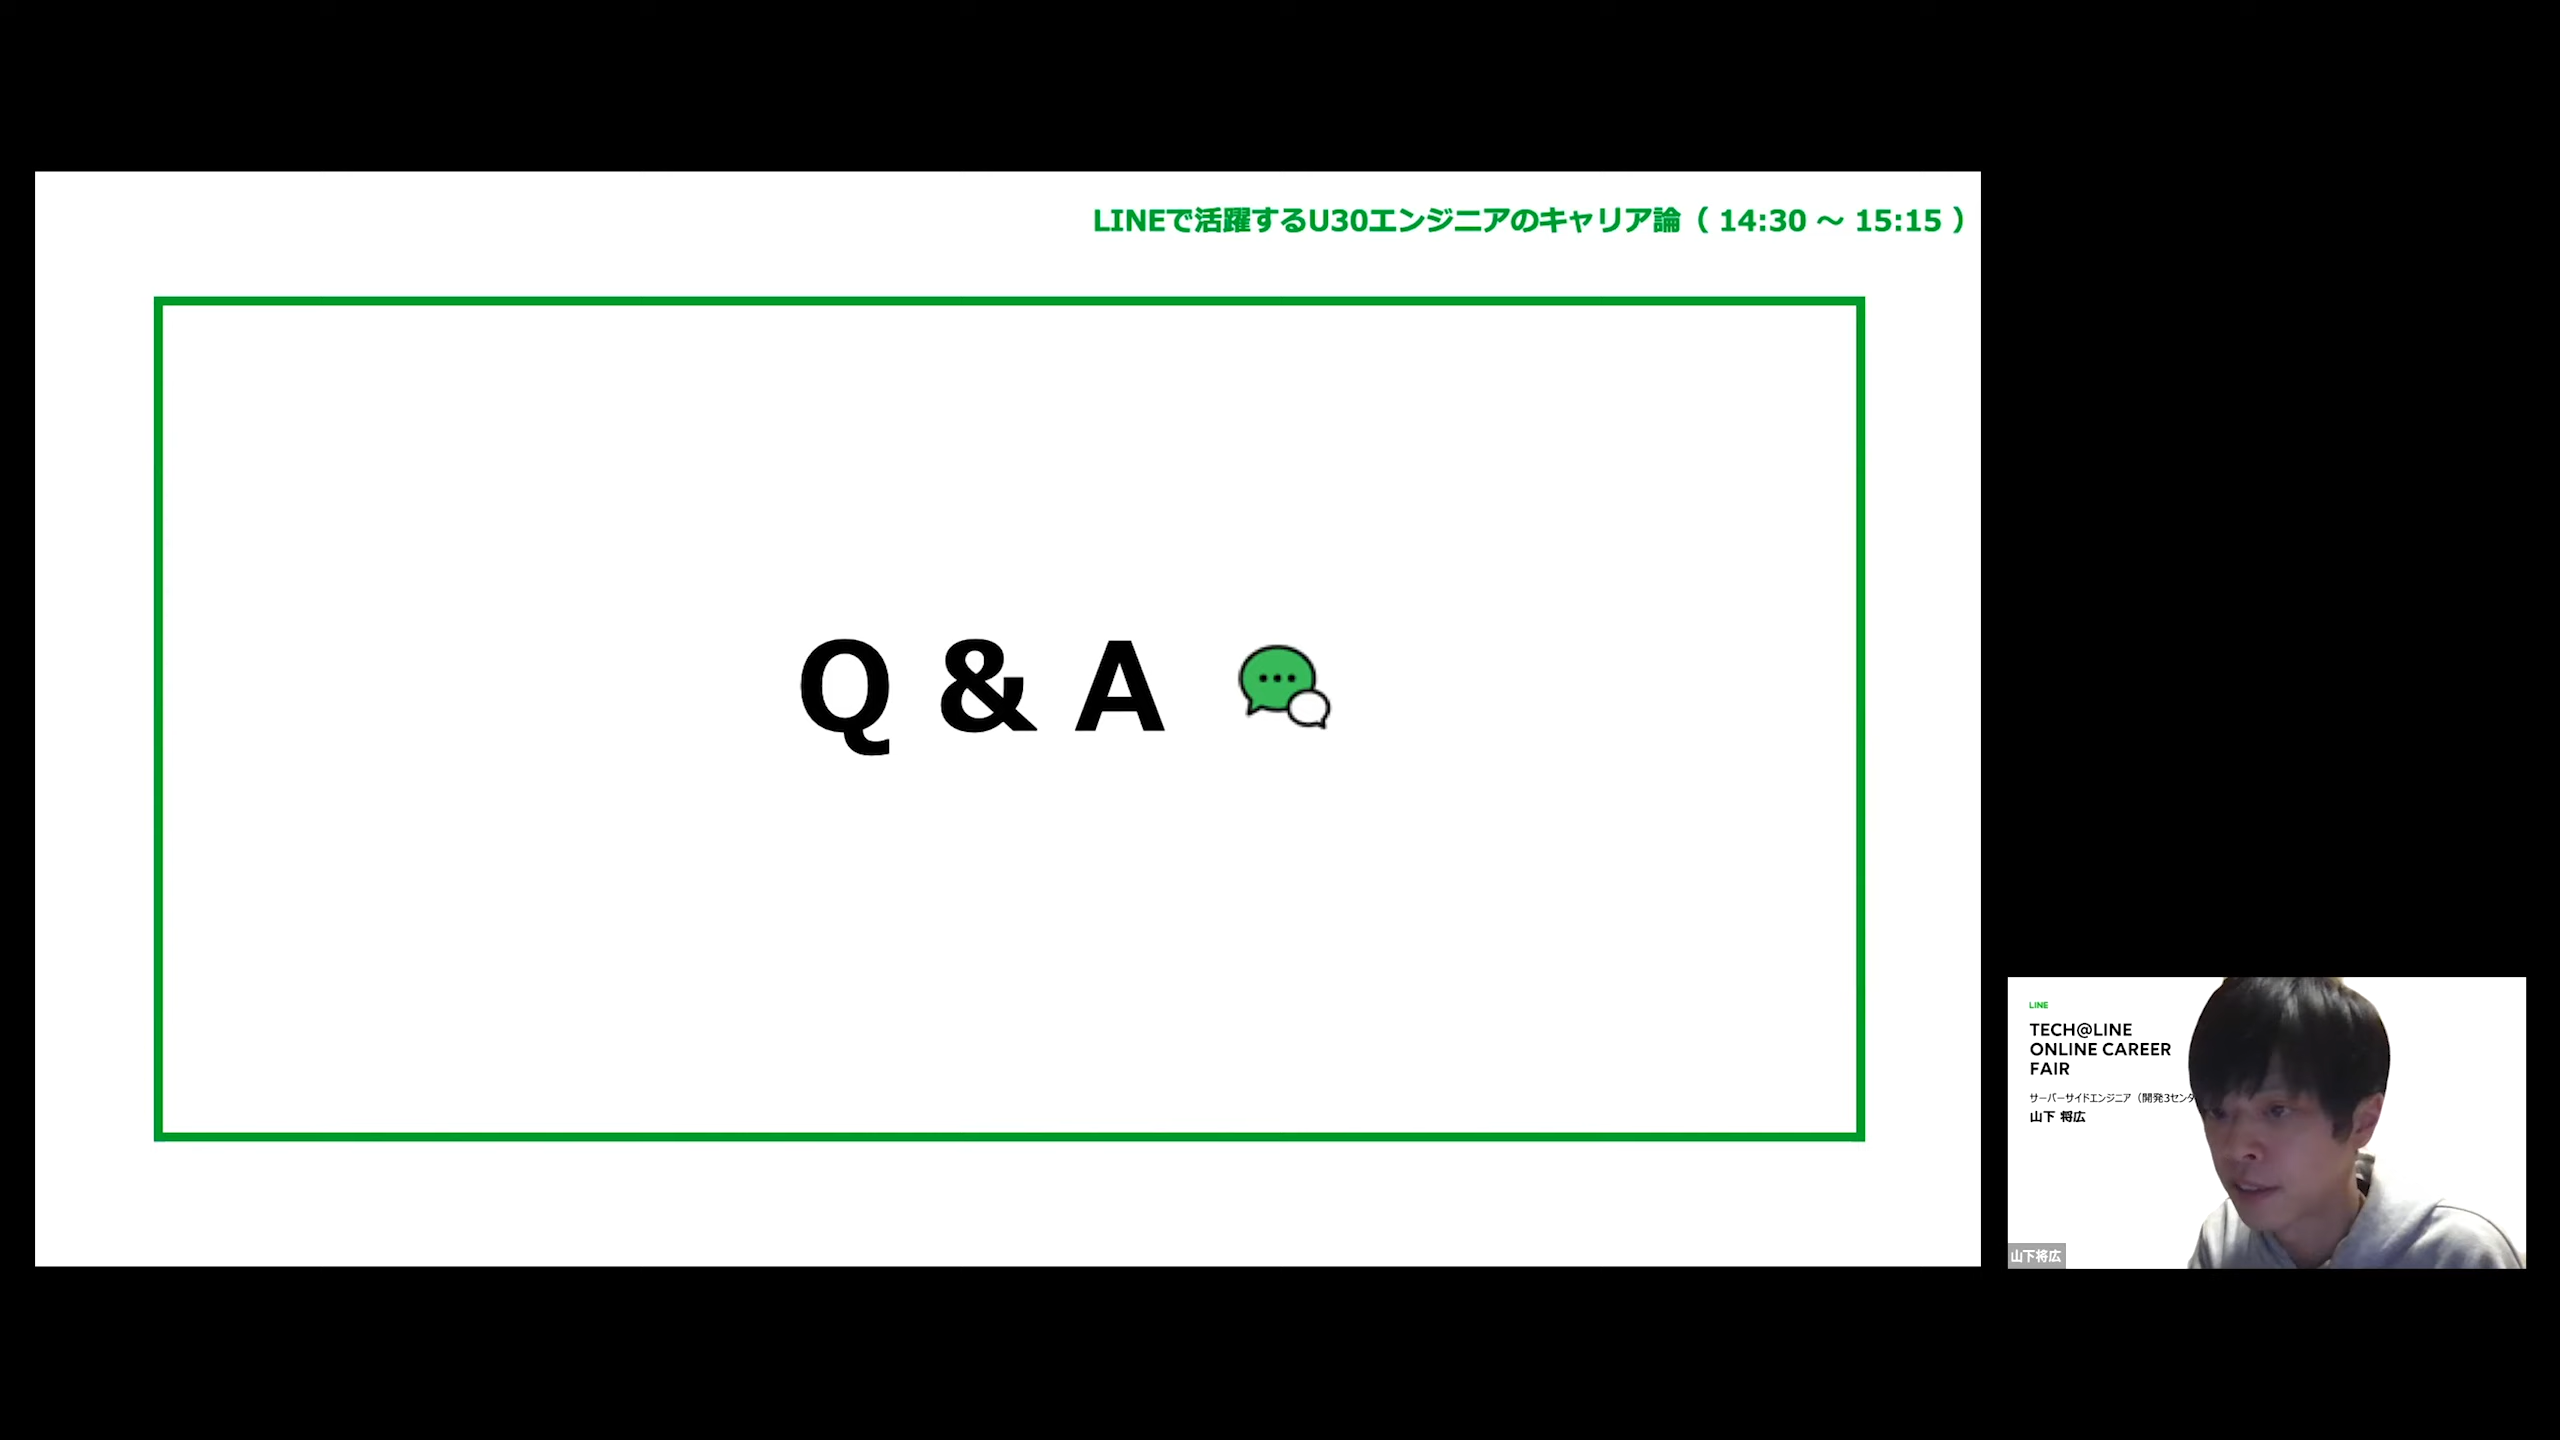 LINEで活躍するU30エンジニアのキャリア論（ 14:30 ～ 15:15 ）
Q & A
LINE
TECH@LINE
ONLINE CAREER
FAIR
サーバーサイドエンジニア（開発3センタ
山下 将広
山下将広